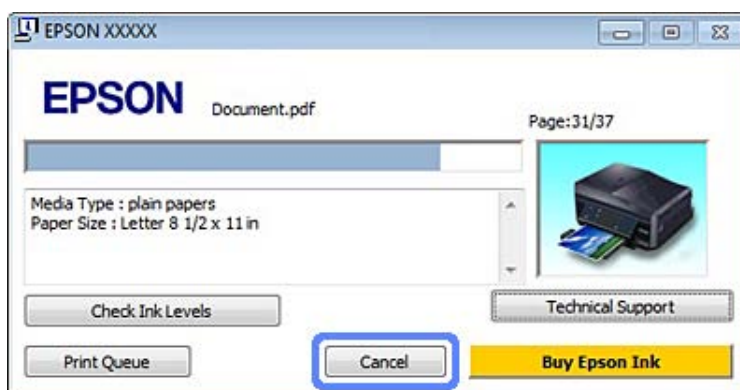 EPSON XXXXX
EPSON Document.pdf
Page:31/37
Media Type : plain papers
Paper Size : Letter 8 1/2 x 11 in
Check Ink Levels
Technical Support
Print Queue
Cancel
Buy Epson Ink